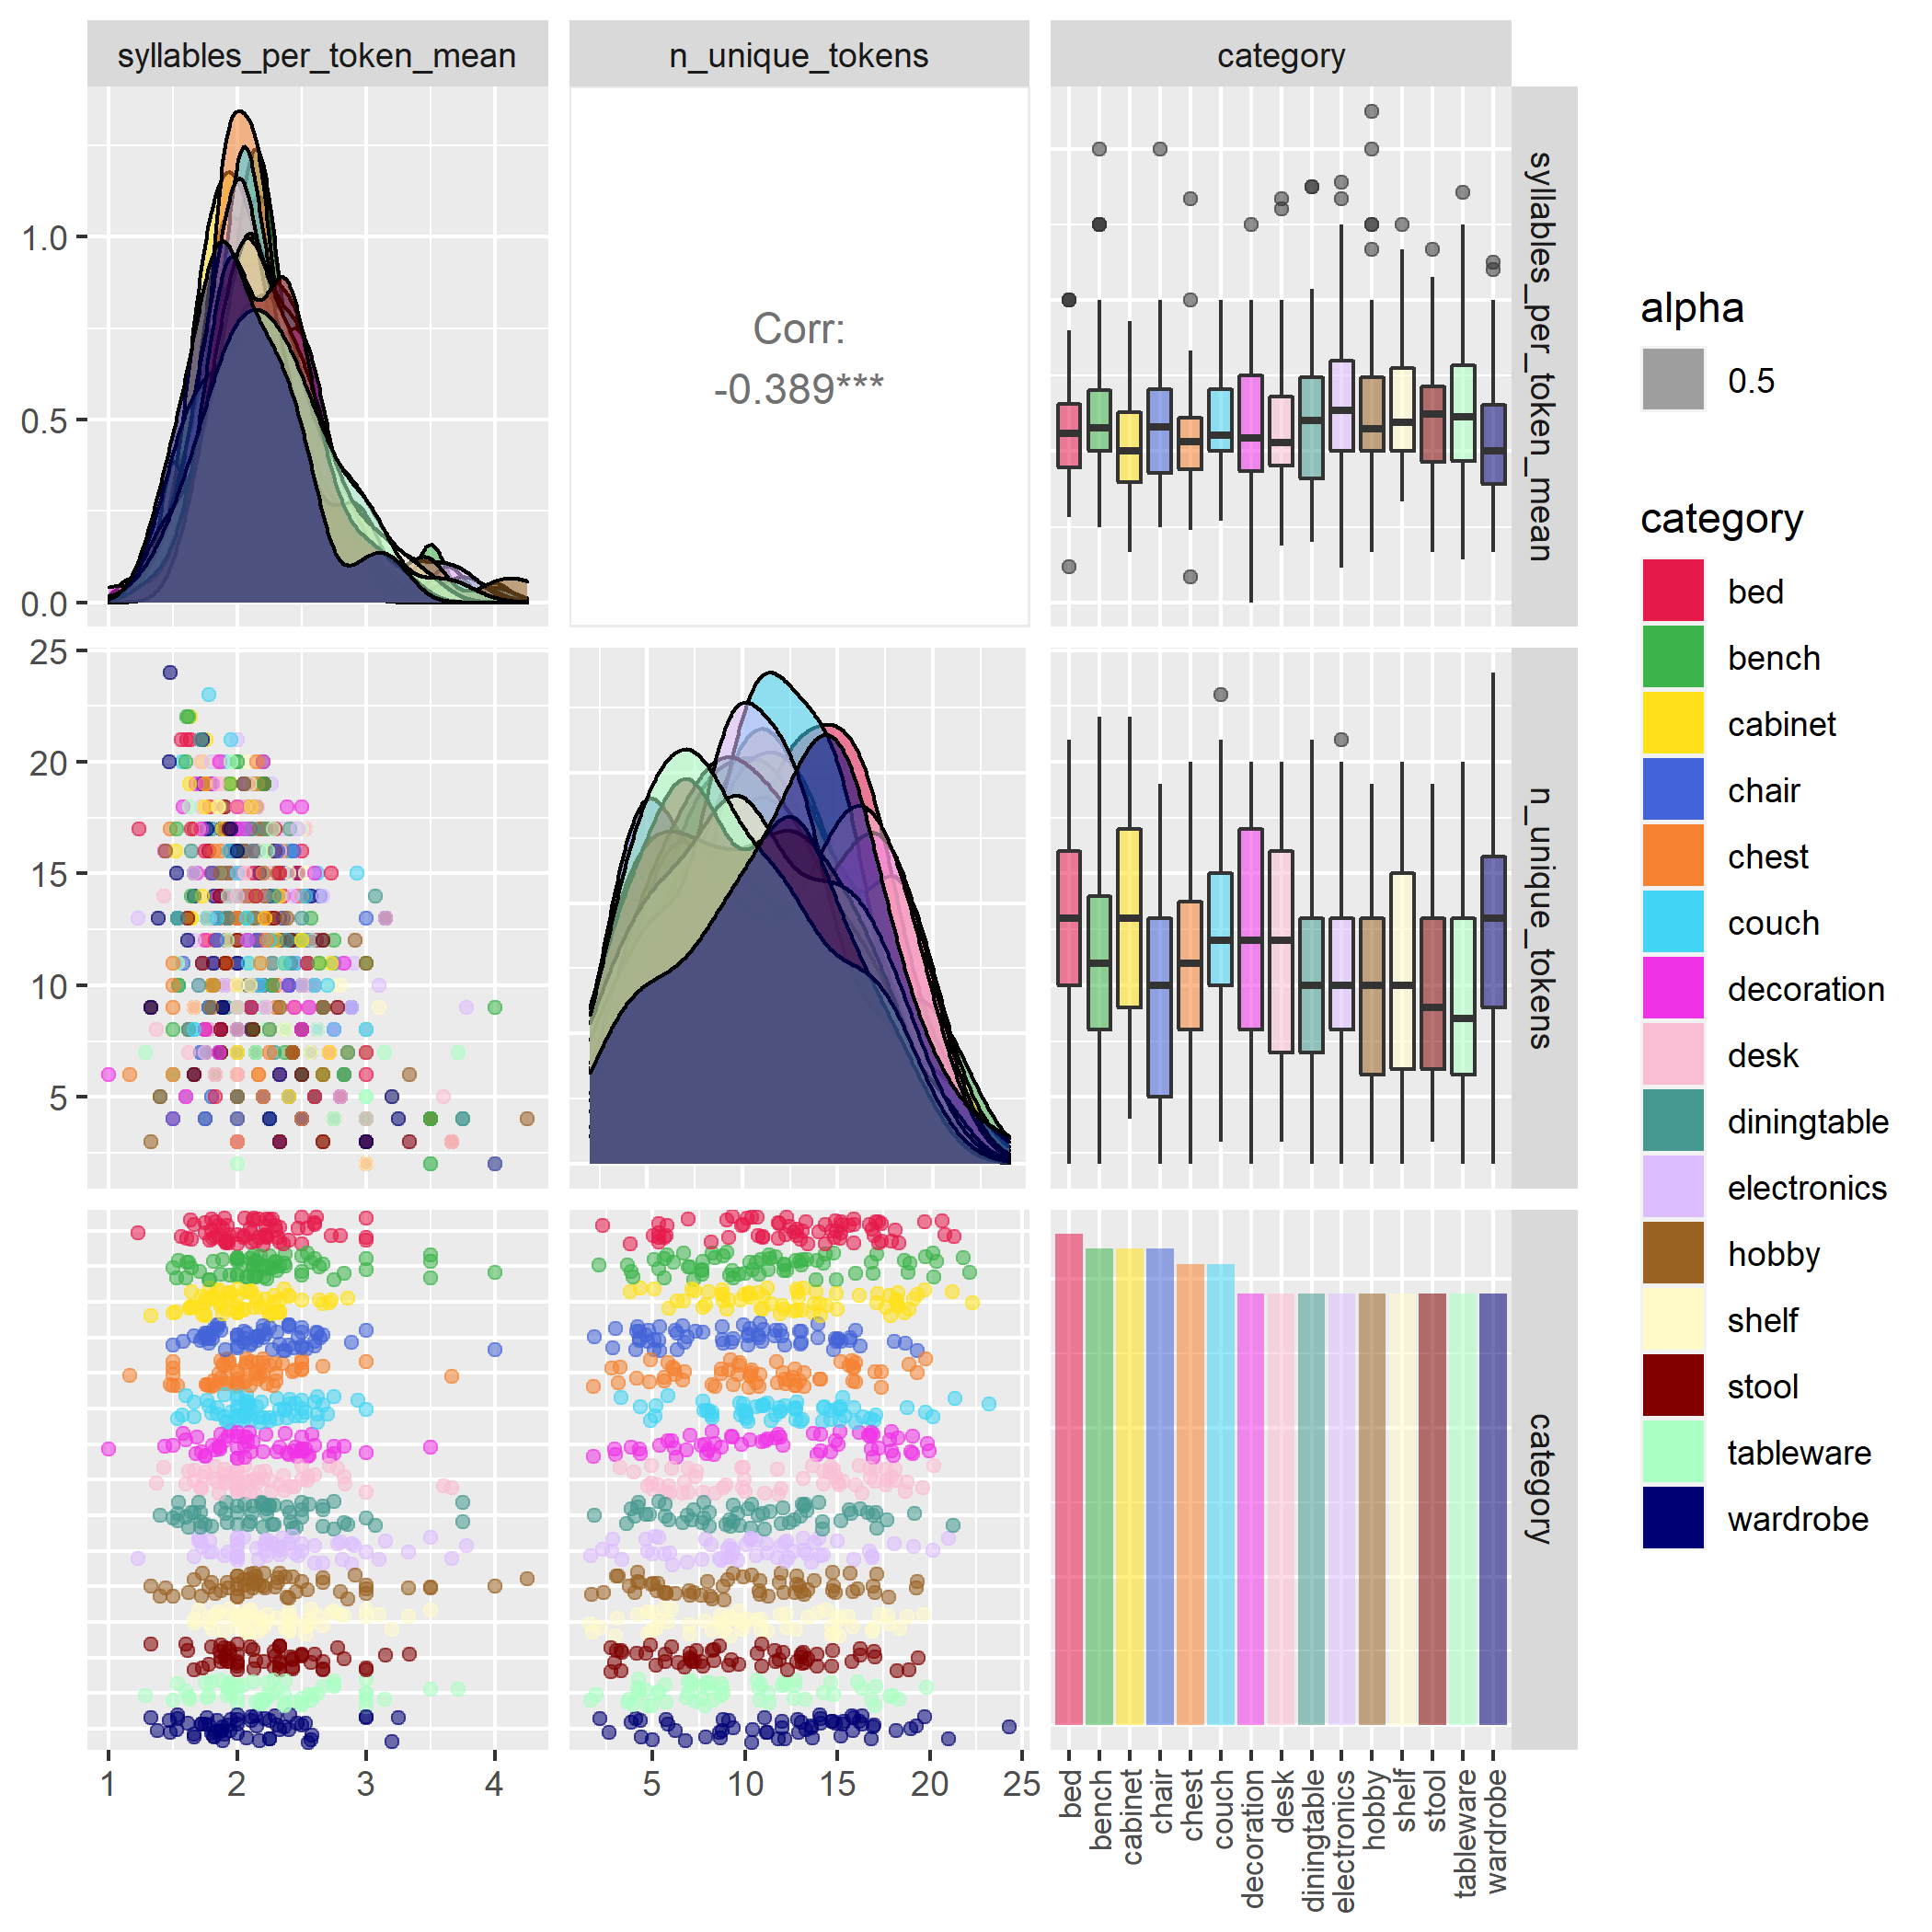 syllables_per_token_mean
n_unique_tokens
category
1.0
0.5
0.0
Corr:
-0.389***
syllables_per_token_mean
25
20
15
10
5
n_unique_tokens
category
1
2
3
4
5
10
15
20
25
bed
bench
cabinet
chair
chest
couch
decoration
desk
diningtable
electronics
hobby
shelf
stool
tableware
wardrobe
alpha
0.5
category
bed
bench
cabinet
chair
chest
couch
decoration
desk
diningtable
electronics
hobby
shelf
stool
tableware
wardrobe